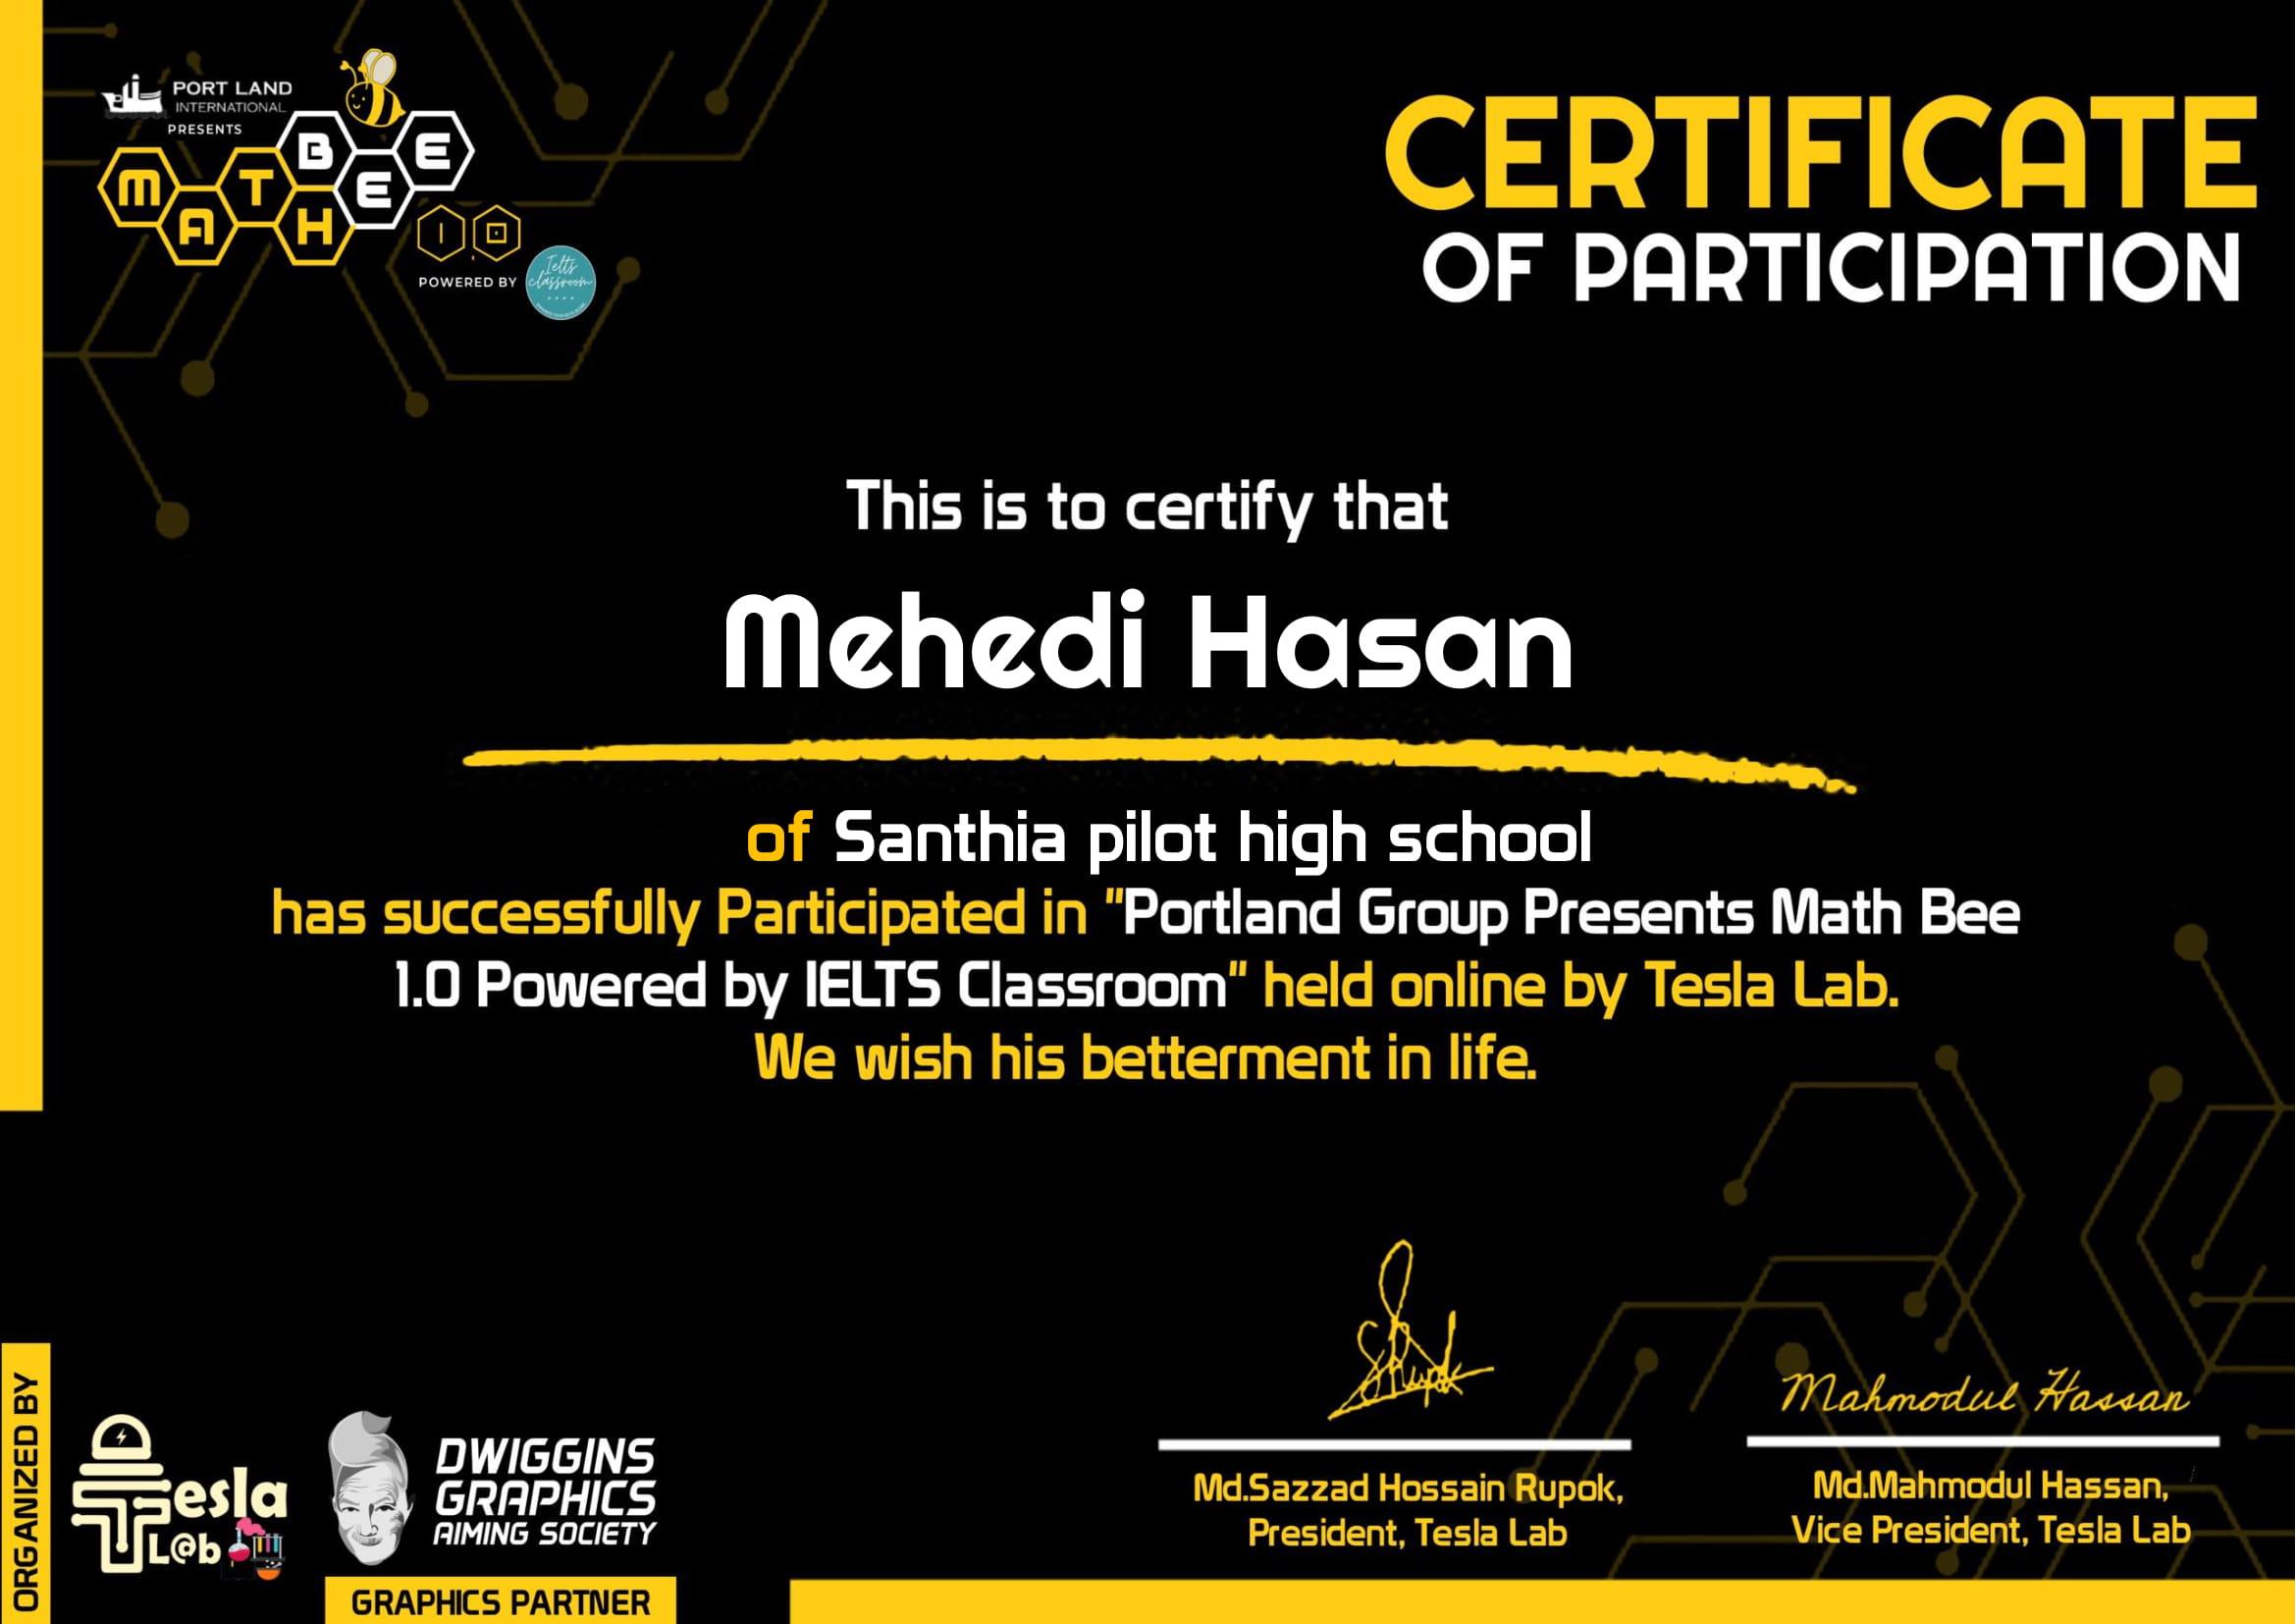 PORT LAND
INTERNATIONAL
PRESENTS
MATH BEE
1.0
POWERED BY
Ielts
classroom
CERTIFICATE
OF PARTICIPATION
This is to certify that
Mehedi Hasan
of Santhia pilot high school
has successfully Participated in "Portland Group Presents Math Bee
1.0 Powered by IELTS Classroom" held online by Tesla Lab.
We wish his betterment in life.
ORGANIZED BY
Tesla
L@b
DWIGGINS
GRAPHICS
AIMING SOCIETY
GRAPHICS PARTNER
SRupok
Md.Sazzad Hossain Rupok,
President, Tesla Lab
Mahmodul Hassan
Md.Mahmodul Hassan,
Vice President, Tesla Lab